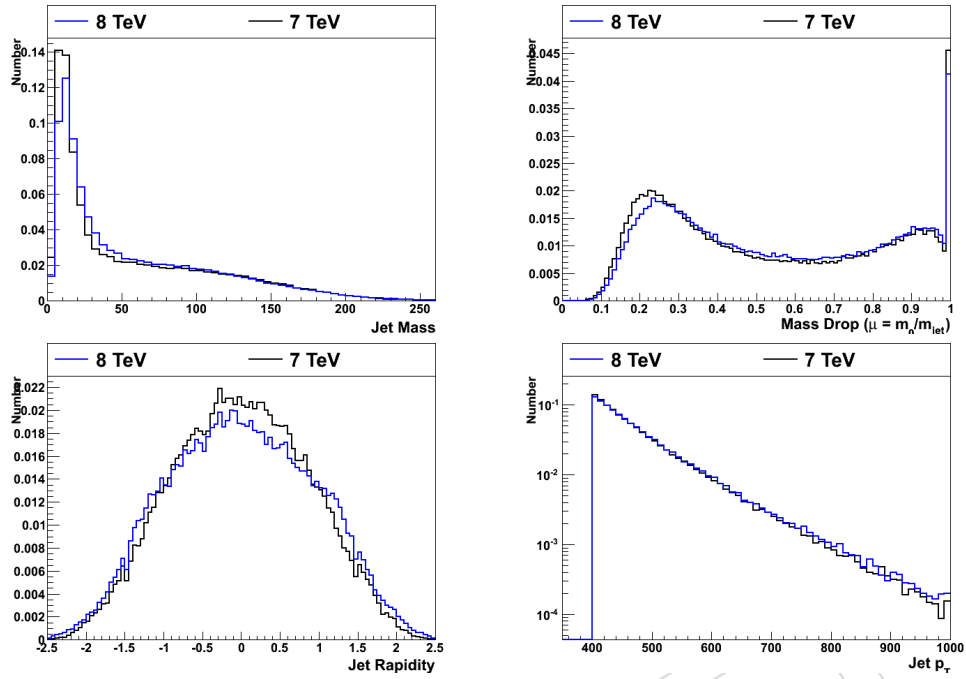 8 TeV 7 TeV
Number
0.14
0.12
0.1
0.08
0.06
0.04
0.02
0
0 50 100 150 200 250
Jet Mass
8 TeV 7 TeV
Number
0.045
0.04
0.035
0.03
0.025
0.02
0.015
0.01
0.005
0
0 0.1 0.2 0.3 0.4 0.5 0.6 0.7 0.8 0.9 1
Mass Drop (μ = m
/m
)
8 TeV 7 TeV
Number
0.022
0.02
0.018
0.016
0.014
0.012
0.01
0.008
0.006
0.004
0.002
0
-2.5 -2 -1.5 -1 -0.5 0 0.5 1 1.5 2 2.5
Jet Rapidity
8 TeV 7 TeV
Number
10-1
10-2
10-3
10-4
400 500 600 700 800 900 1000
Jet pT